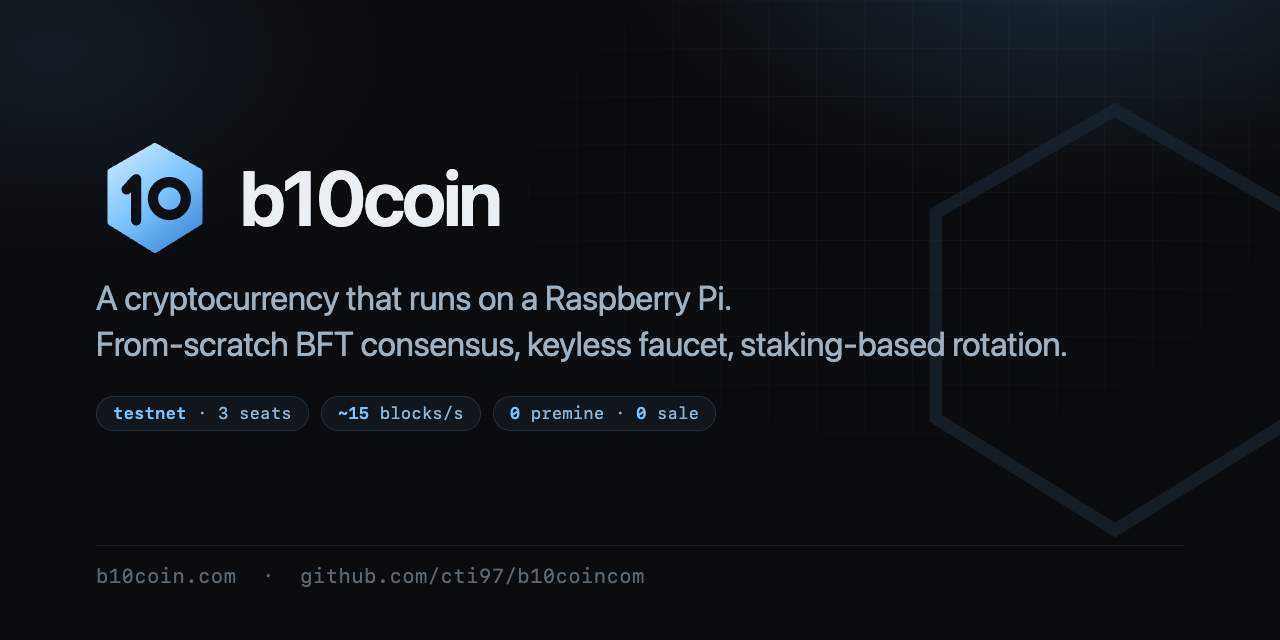 10
b10coin
A cryptocurrency that runs on a Raspberry Pi.
From-scratch BFT consensus, keyless faucet, staking-based rotation.
testnet · 3 seats
~15 blocks/s
0 premine · 0 sale
b10coin.com · github.com/cti97/b10coincom